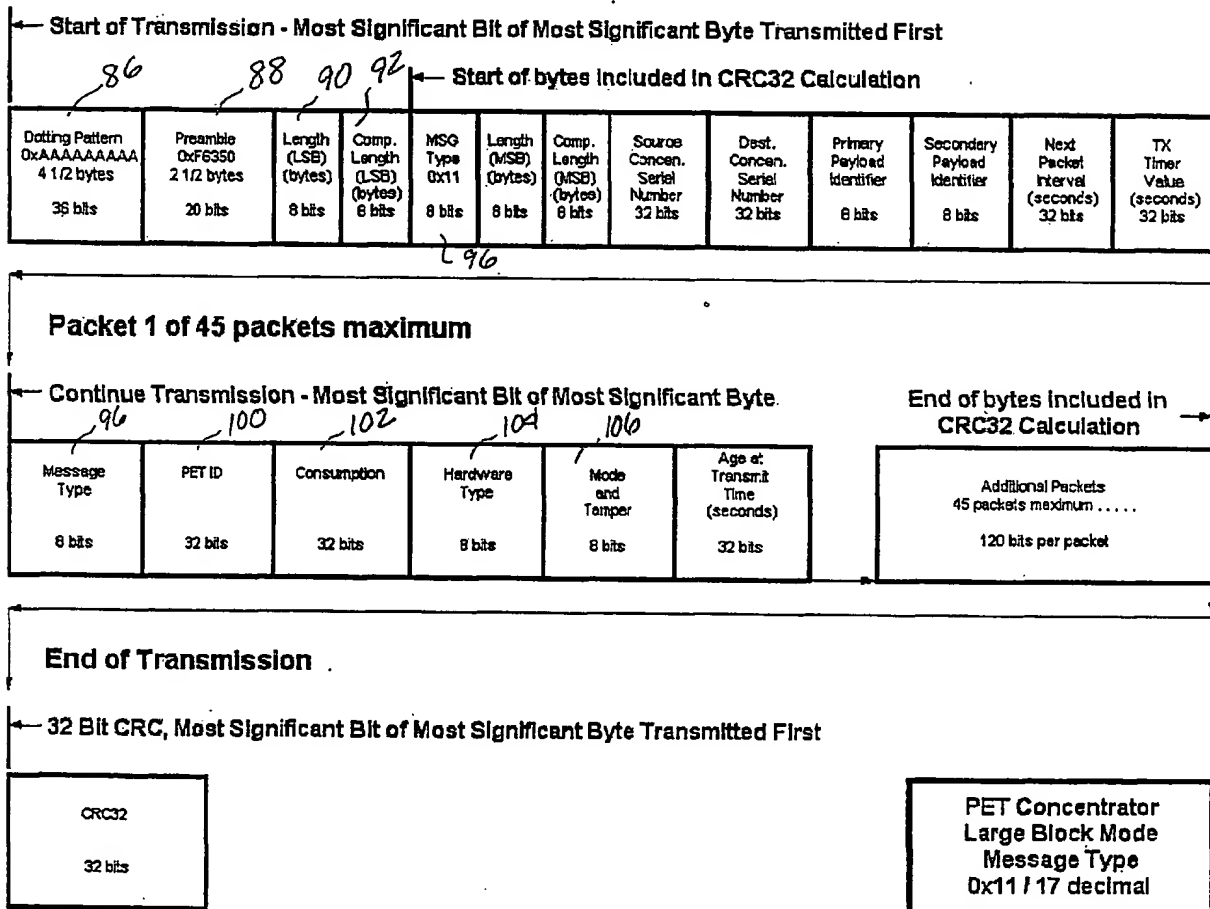 Start of Transmission - Most Significant Bit of Most Significant Byte Transmitted First
86
88
90
92
Start of bytes included in CRC32 Calculation
Dotting Pattern
0xAAAAAAAAA
4 1/2 bytes
36 bits
Preamble
0xF6350
2 1/2 bytes
20 bits
Length
(LSB)
(bytes)
8 bits
Comp.
Length
(LSB)
(bytes)
8 bits
MSG
Type
0x11
8 bits
Length
(MSB)
(bytes)
8 bits
Comp.
Length
(MSB)
(bytes)
8 bits
Source
Concen.
Serial
Number
32 bits
Dest.
Concen.
Serial
Number
32 bits
Primary
Payload
Identifier
8 bits
Secondary
Payload
Identifier
8 bits
Next
Packet
Interval
(seconds)
32 bits
TX
Timer
Value
(seconds)
32 bits
96
Packet 1 of 45 packets maximum
Continue Transmission - Most Significant Bit of Most Significant Byte.
End of bytes included in
CRC32 Calculation
96
100
102
104
106
Message
Type
8 bits
PET ID
32 bits
Consumption
32 bits
Hardware
Type
8 bits
Mode
and
Tamper
8 bits
Age at
Transmit
Time
(seconds)
32 bits
Additional Packets
45 packets maximum .....
120 bits per packet
End of Transmission
32 Bit CRC, Most Significant Bit of Most Significant Byte Transmitted First
CRC32
32 bits
PET Concentrator
Large Block Mode
Message Type
0x11 / 17 decimal